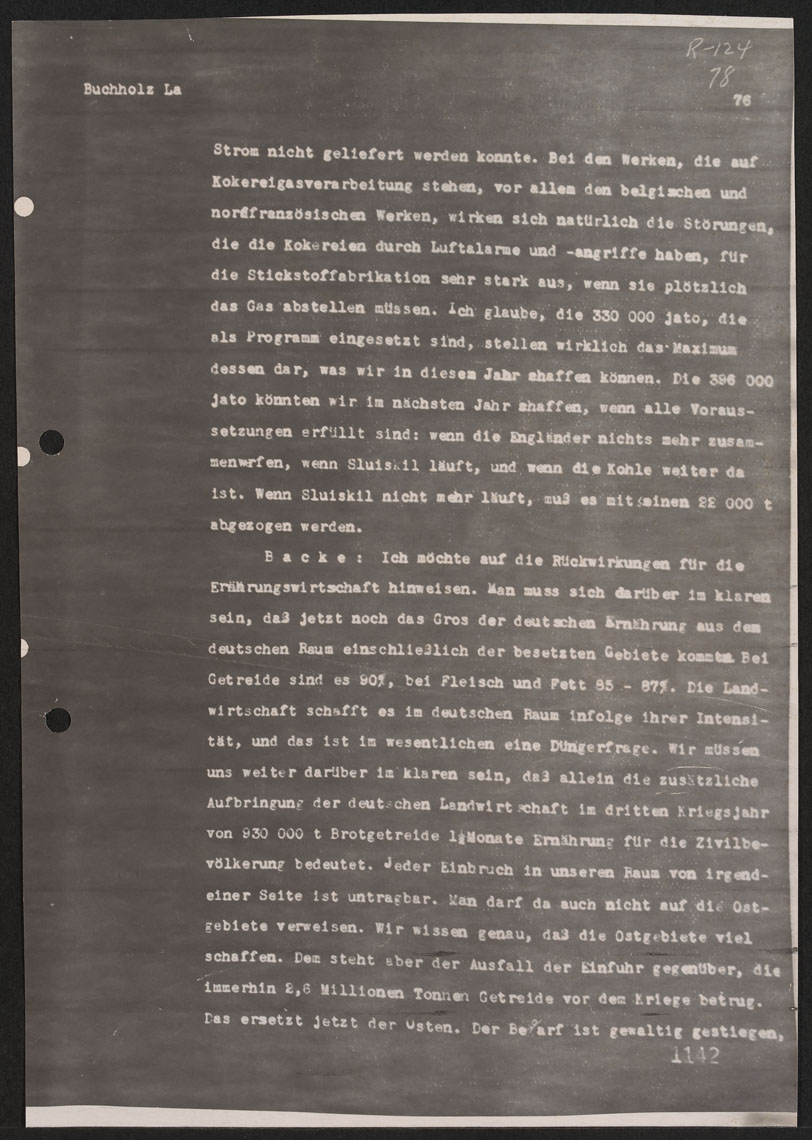 R-124
78
Buchholz La
76
Strom nicht geliefert werden konnte. Bei den Werken, die auf
Kokereigasverarbeitung stehen, vor allem den belgischen und
nordfranzösischen Werken, wirken sich natürlich die Störungen,
die die Kokereien durch Luftalarme und -angriffe haben, für
die Stickstoffabrikation sehr stark aus, wenn sie plötzlich
das Gas abstellen müssen. Ich glaube, die 330 000 jato, die
als Programm eingesetzt sind, stellen wirklich das Maximum
dessen dar, was wir in diesem Jahr shaffen können. Die 396 000
jato könnten wir im nächsten Jahr shaffen, wenn alle Voraus-
setzungen erfüllt sind: wenn die Engländer nichts mehr zusam-
menwrfen, wenn Sluiskil läuft, und wenn die Kohle weiter da
ist. Wenn Sluiskil nicht mehr läuft, muß es mit seinen 22 000 t
abgezogen werden.
B a c k e : Ich möchte auf die Rückwirkungen für die
Ernährungswirtschaft hinweisen. Man muss sich darüber im klaren
sein, daß jetzt noch das Gros der deutschen Ernährung aus dem
deutschen Raum einschließlich der besetzten Gebiete kommt. Bei
Getreide sind es 90%, bei Fleisch und Fett 85 - 87%. Die Land-
wirtschaft schafft es im deutschen Raum infolge ihrer Intensi-
tät, und das ist im wesentlichen eine Düngerfrage. Wir müssen
uns weiter darüber im klaren sein, daß allein die zusätzliche
Aufbringung der deutschen Landwirtschaft im dritten Kriegsjahr
von 930 000 t Brotgetreide 1½ Monate Ernährung für die Zivilbe-
völkerung bedeutet. Jeder Einbruch in unseren Raum von irgend-
einer Seite ist untragbar. Man darf da auch nicht auf die Ost-
gebiete verweisen. Wir wissen genau, daß die Ostgebiete viel
schaffen. Dem steht aber der Ausfall der Einfuhr gegenüber, die
immerhin 2,6 Millionen Tonnen Getreide vor dem Kriege betrug.
Das ersetzt jetzt der Osten. Der Bedarf ist gewaltig gestiegen,
1142